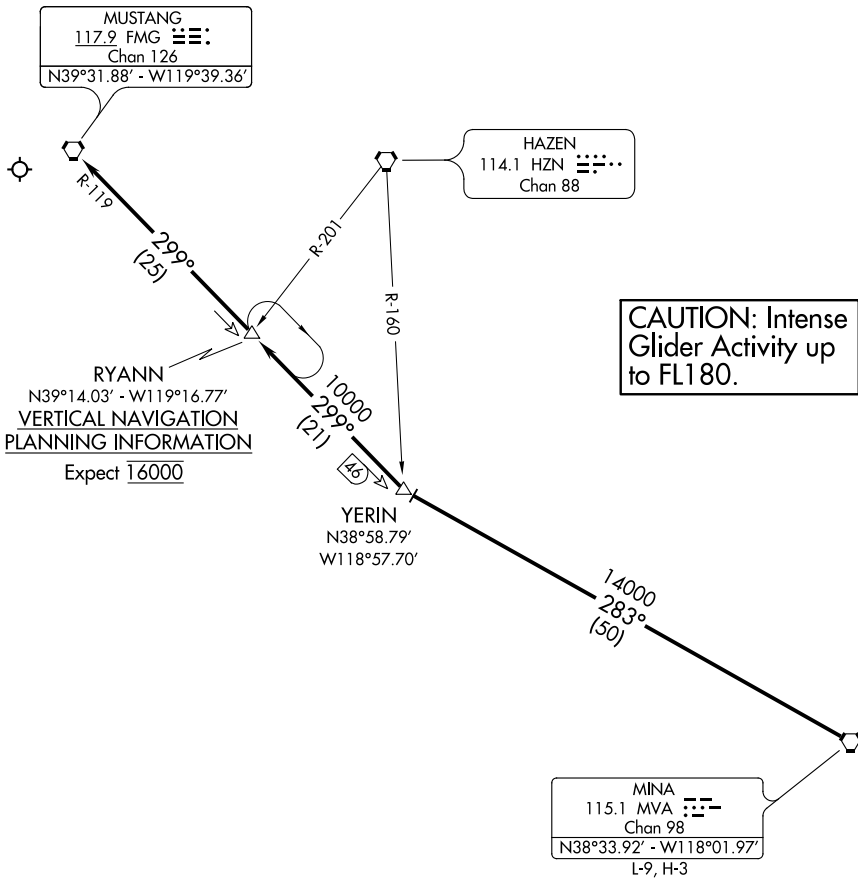 MUSTANG
117.9 FMG
Chan 126
N39°31.88' - W119°39.36'
HAZEN
114.1 HZN
Chan 88
R-119
299°
(25)
R-201
R-160
CAUTION: Intense
Glider Activity up
to FL180.
RYANN
N39°14.03' - W119°16.77'
VERTICAL NAVIGATION
PLANNING INFORMATION
Expect 16000
10000
299°
(21)
46
YERIN
N38°58.79'
W118°57.70'
14000
283°
(50)
MINA
115.1 MVA
Chan 98
N38°33.92' - W118°01.97'
L-9, H-3